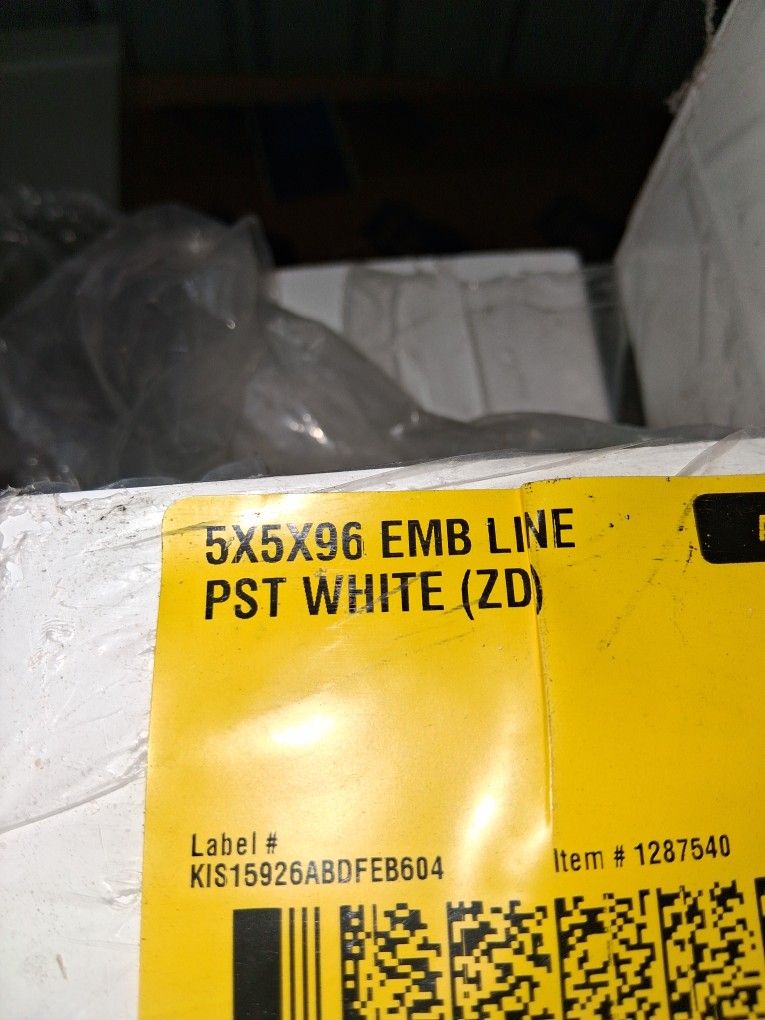 5X5X96 EMB LINE
PST WHITE (ZD)
Label #
KIS15926ABDFEB604
Item # 1287540